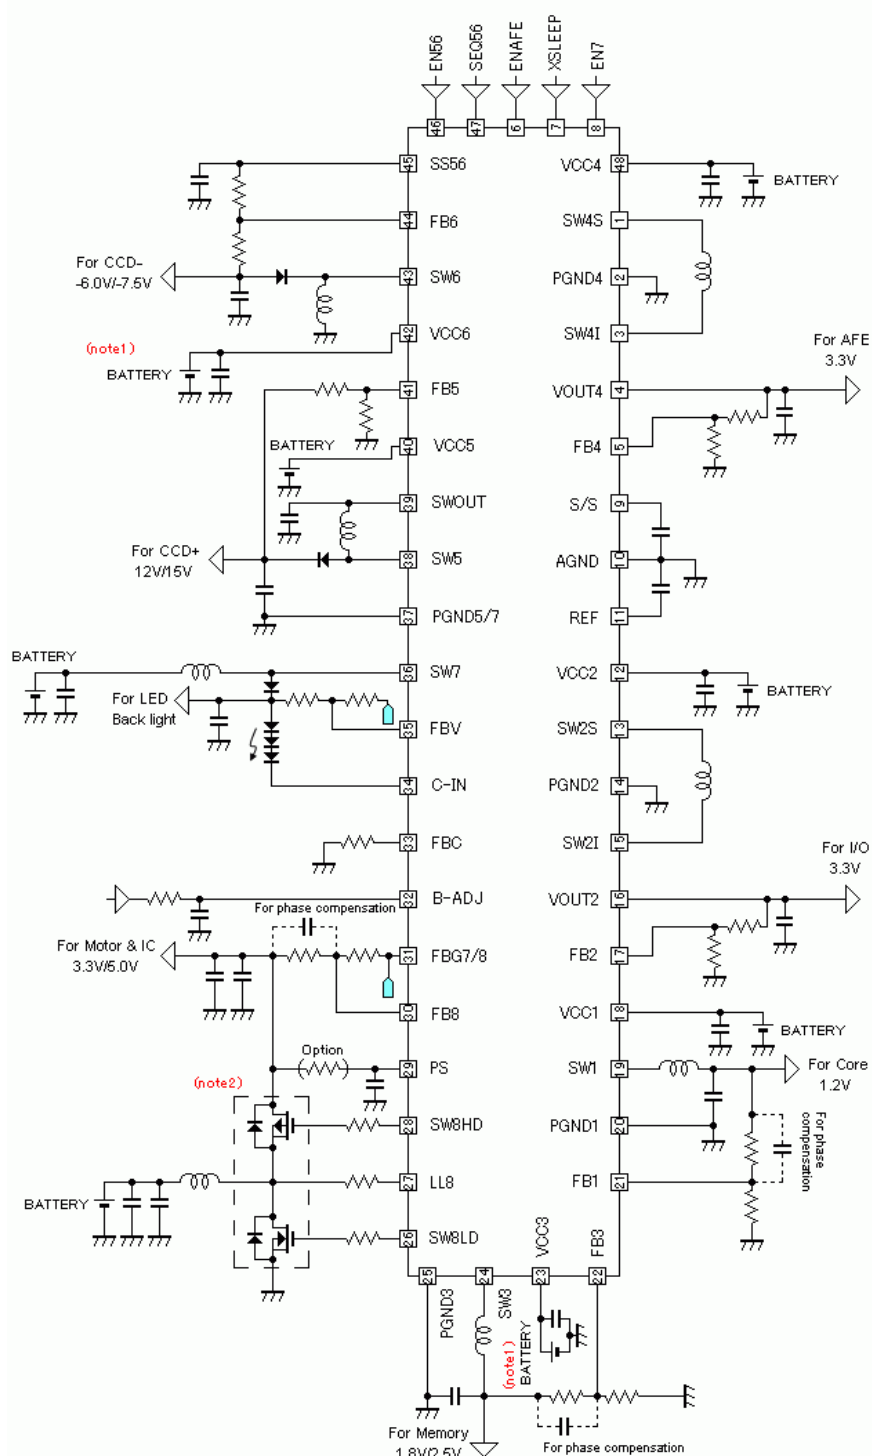 EN56
SEQ56
ENAFE
XSLEEP
EN7
46
47
6
7
8
45
SS56
VCC4
48
BATTERY
44
FB6
SW4S
1
For CCD-
-6.0V/-7.5V
43
SW6
PGND4
2
42
VCC6
SW4I
3
(note1)
BATTERY
For AFE
3.3V
41
FB5
VOUT4
4
BATTERY
40
VCC5
FB4
5
39
SWOUT
S/S
9
For CCD+
12V/15V
38
SW5
AGND
10
37
PGND5/7
REF
11
BATTERY
36
SW7
VCC2
12
BATTERY
For LED
Back light
35
FBV
SW2S
13
34
C-IN
PGND2
14
33
FBC
SW2I
15
For I/O
3.3V
32
B-ADJ
VOUT2
16
For phase compensation
For Motor & IC
3.3V/5.0V
31
FBG7/8
FB2
17
30
FB8
VCC1
18
BATTERY
Option
29
PS
SW1
19
For Core
1.2V
(note2)
28
SW8HD
PGND1
20
For phase
compensation
27
LL8
FB1
21
BATTERY
26
SW8LD
VCC3
FB3
25
24
23
22
PGND3
SW3
(note1)
BATTERY
For Memory
1.8V/2.5V
For phase compensation